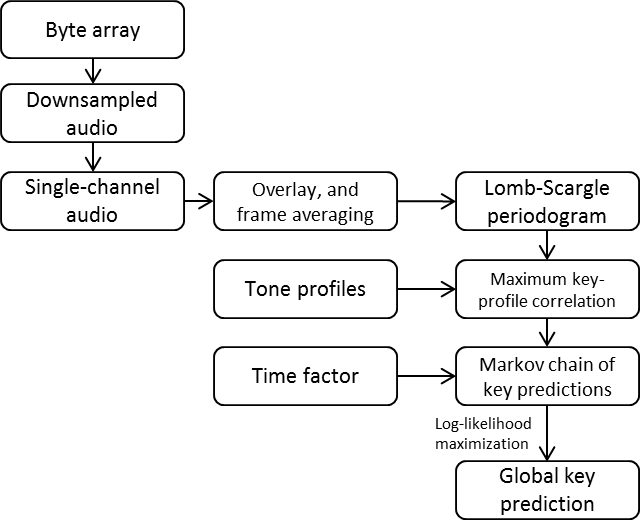 Byte array
Downsampled
audio
Single-channel
audio
Overlay, and
frame averaging
Lomb-Scargle
periodogram
Tone profiles
Maximum key-
profile correlation
Time factor
Markov chain of
key predictions
Log-likelihood
maximization
Global key
prediction